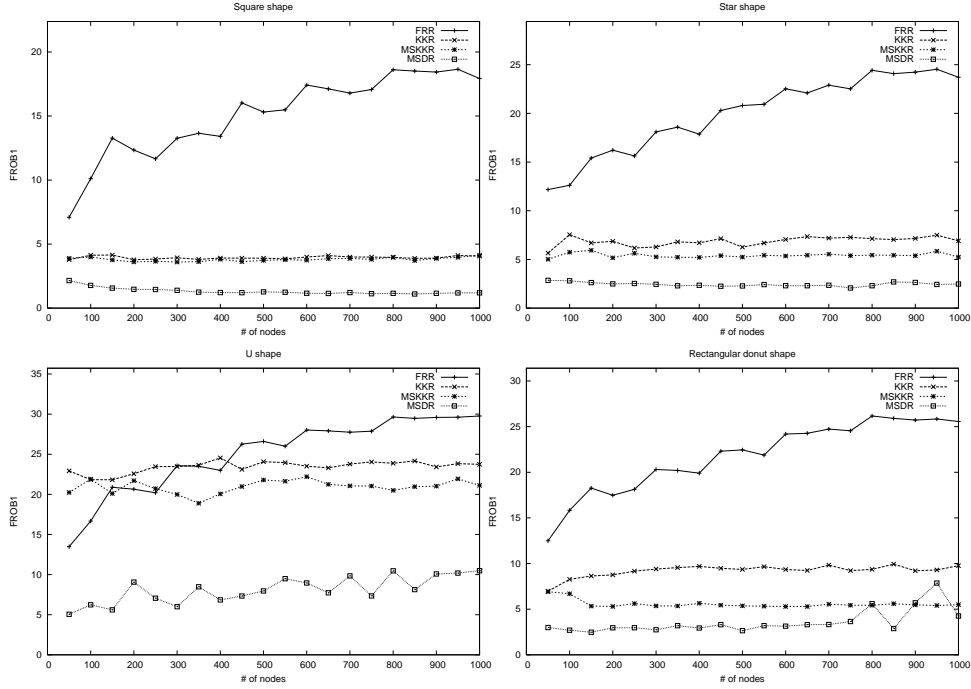 Square shape
FROB1
20
15
10
5
0
0 100 200 300 400 500 600 700 800 900 1000
# of nodes
FRR
KKR
MSKKR
MSDR
Star shape
FROB1
25
20
15
10
5
0
0 100 200 300 400 500 600 700 800 900 1000
# of nodes
FRR
KKR
MSKKR
MSDR
U shape
FROB1
35
30
25
20
15
10
5
0
0 100 200 300 400 500 600 700 800 900 1000
# of nodes
FRR
KKR
MSKKR
MSDR
Rectangular donut shape
FROB1
30
25
20
15
10
5
0
0 100 200 300 400 500 600 700 800 900 1000
# of nodes
FRR
KKR
MSKKR
MSDR